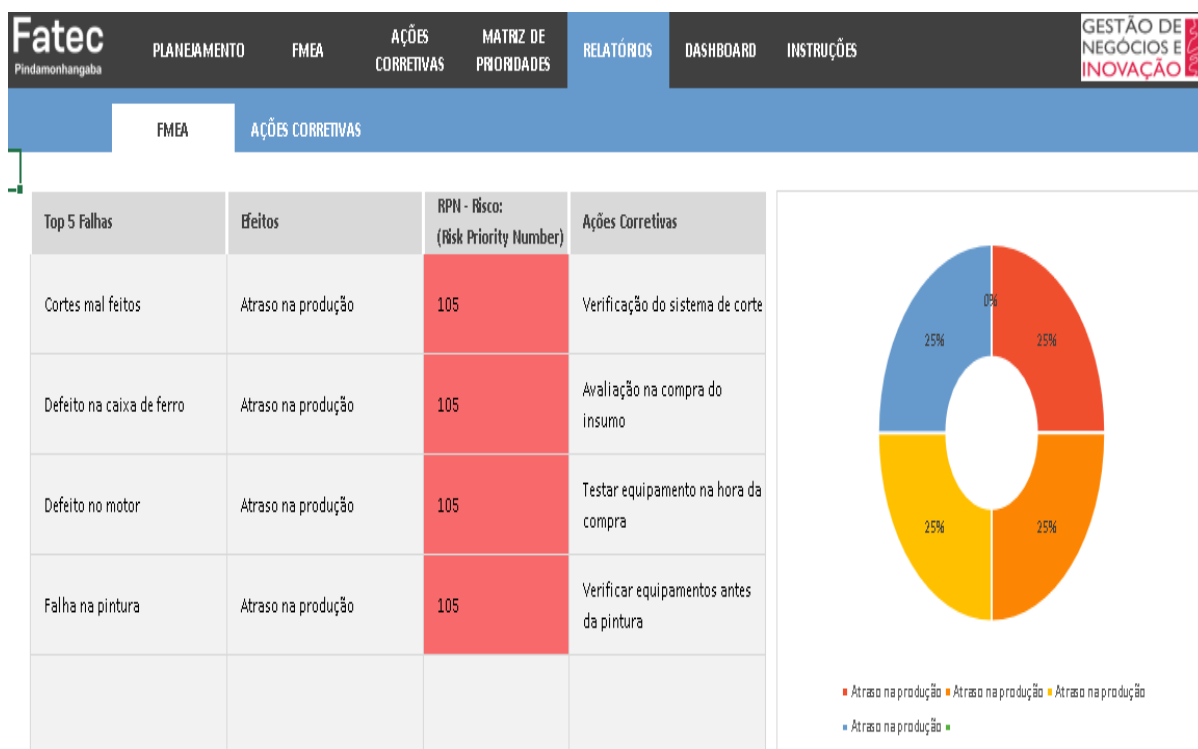 Fatec
Pindamonhangaba
PLANEJAMENTO
FMEA
AÇÕES
CORRETIVAS
MATRIZ DE
PRIORIDADES
RELATÓRIOS
DASHBOARD
INSTRUÇÕES
GESTÃO DE
NEGÓCIOS E
INOVAÇÃO
FMEA
AÇÕES CORRETIVAS
Top 5 Falhas
Efeitos
RPN - Risco:
(Risk Priority Number)
Ações Corretivas
Cortes mal feitos
Atraso na produção
105
Verificação do sistema de corte
Defeito na caixa de ferro
Atraso na produção
105
Avaliação na compra do
insumo
Defeito no motor
Atraso na produção
105
Testar equipamento na hora da
compra
Falha na pintura
Atraso na produção
105
Verificar equipamentos antes
da pintura
0%
25%
25%
25%
25%
Atraso na produção Atraso na produção Atraso na produção
Atraso na produção